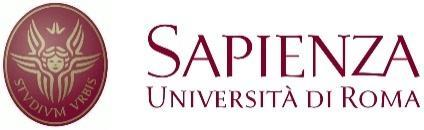 STVDIVM VRBIS
SAPIENZA
UNIVERSITÀ DI ROMA